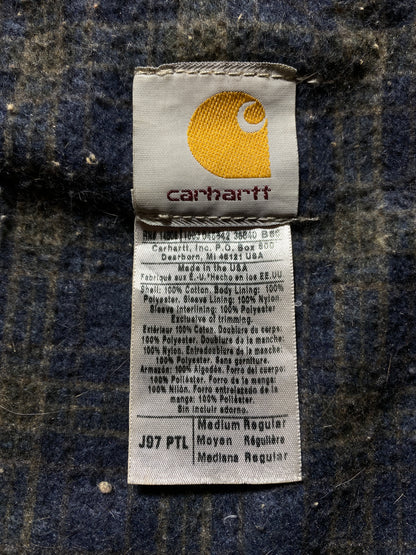 carhartt
Carhartt, Inc. P.O. Box 600
Dearborn, MI 48121 USA
Made in the USA
Fabriqué aux É.-U.*Hecho en los EE.UU
Shell: 100% Cotton. Body Lining: 100%
Polyester. Sleeve Lining: 100% Nylon.
Sleeve Interlining: 100% Polyester
Exclusive of trimming.
Extérieur 100% Coton. Doublure du corps:
100% Polyester. Doublure de la manche:
100% Nylon. Entredoublure de la manche:
100% Polyester. Garniture exclue.
Armazón: 100% Algodón. Forro del cuerpo:
100% Poliéster. Forro de la manga:
100% Nilón. Entreforro de la manga:
100% Poliéster.
Sin incluir adorno.
J97 PTL
Medium Regular
Moyen Régulière
Mediana Regular